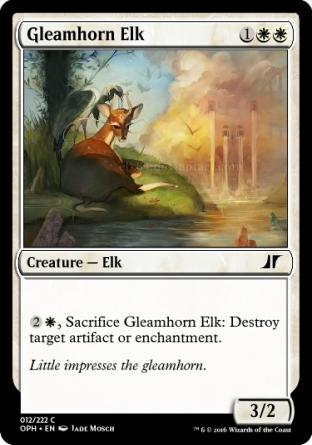 Gleamhorn Elk 1
Creature — Elk
2, Sacrifice Gleamhorn Elk: Destroy
target artifact or enchantment.
Little impresses the gleamhorn.
3/2
012/222 C
OPH • EN Jade Mosch
™ & © 2016 Wizards of the Coast